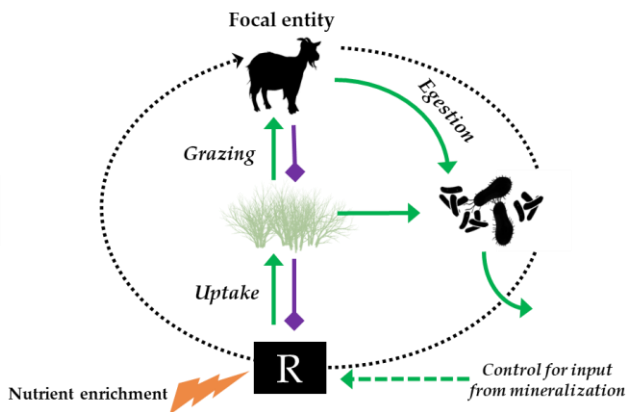 Focal entity
Egestion
Grazing
Uptake
R
Nutrient enrichment
Control for input
from mineralization